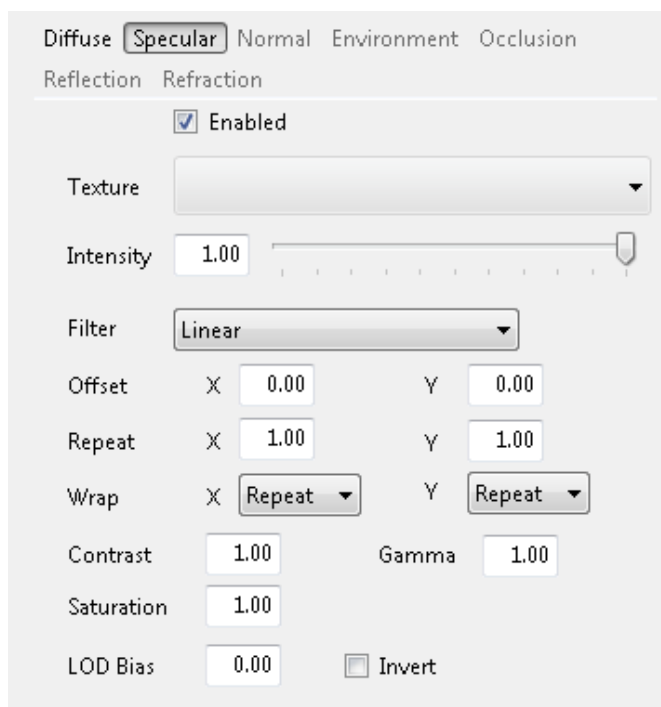 Diffuse Specular Normal Environment Occlusion
Reflection Refraction
Enabled
Texture
Intensity 1.00
Filter Linear
Offset X 0.00 Y 0.00
Repeat X 1.00 Y 1.00
Wrap X Repeat Y Repeat
Contrast 1.00 Gamma 1.00
Saturation 1.00
LOD Bias 0.00 Invert